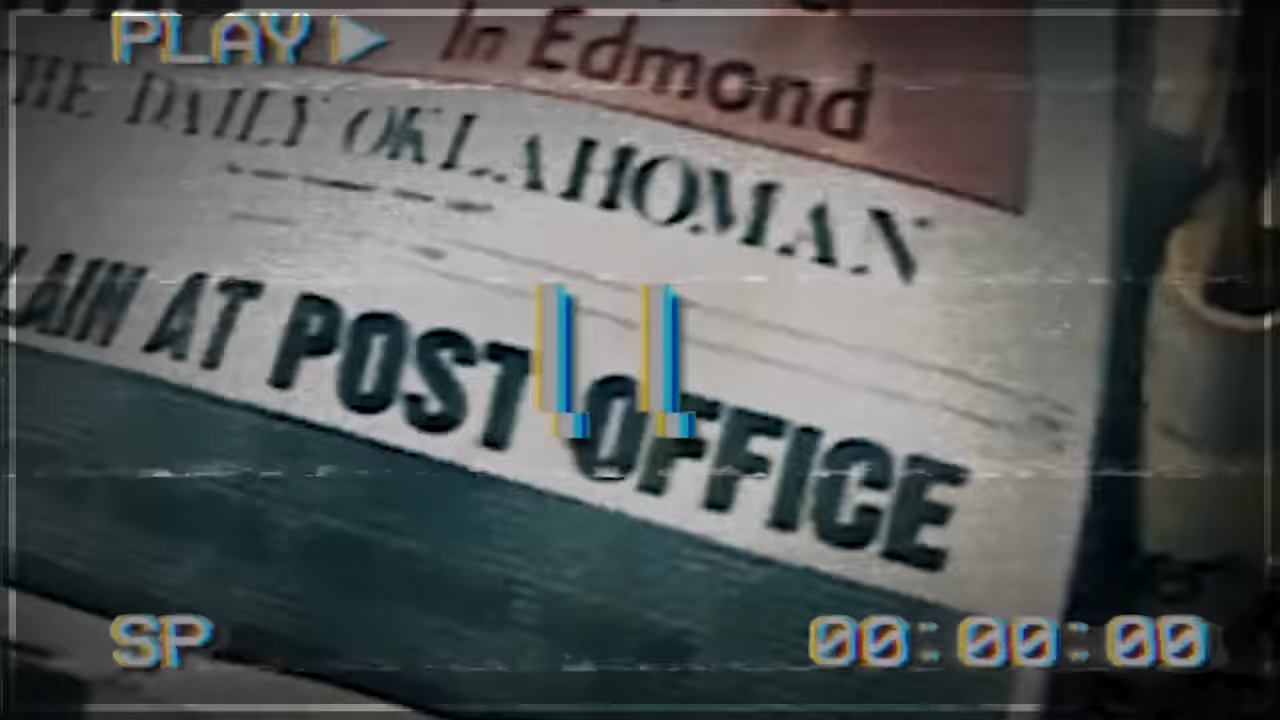 PLAY
In Edmond
THE DAILY OKLAHOMAN
AT POST OFFICE
SP
00:00:00